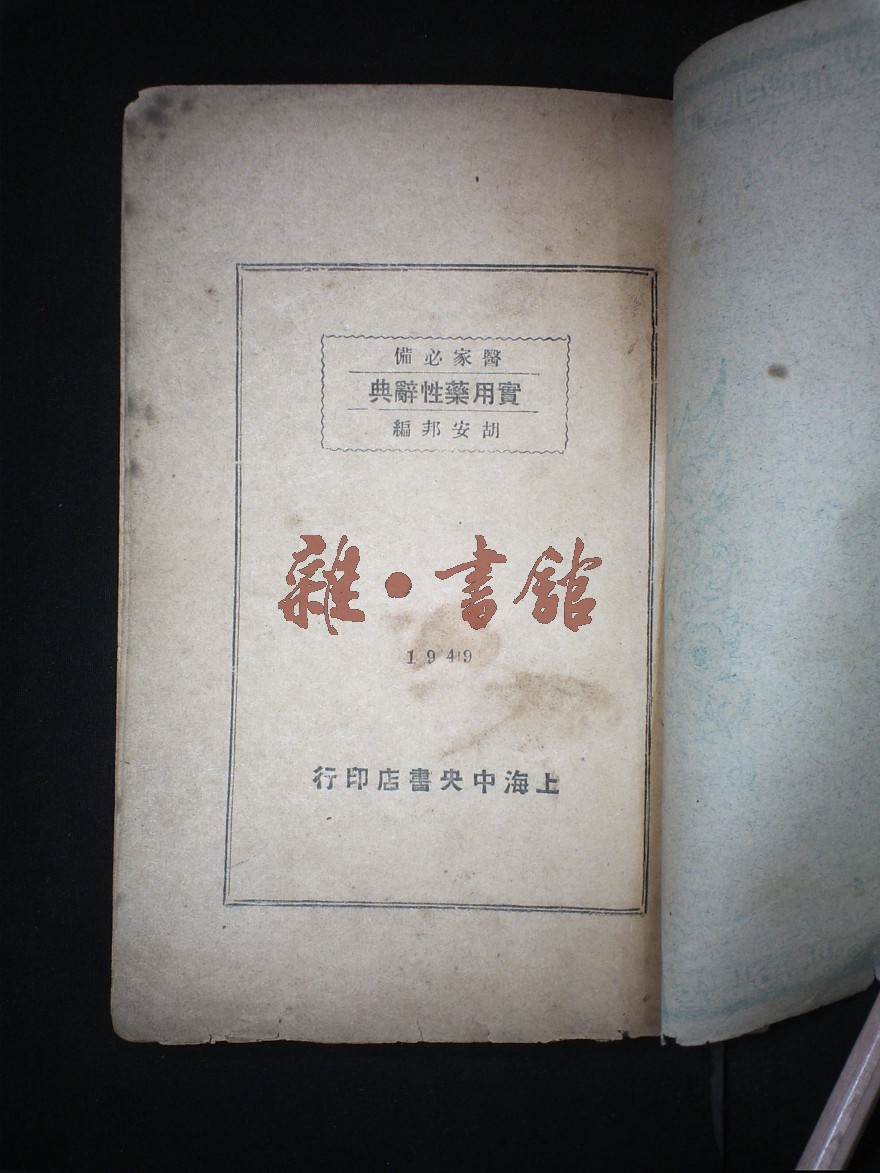 醫家必備
實用藥性辭典
胡安邦編
雜·書館
1949
上海中央書店印行